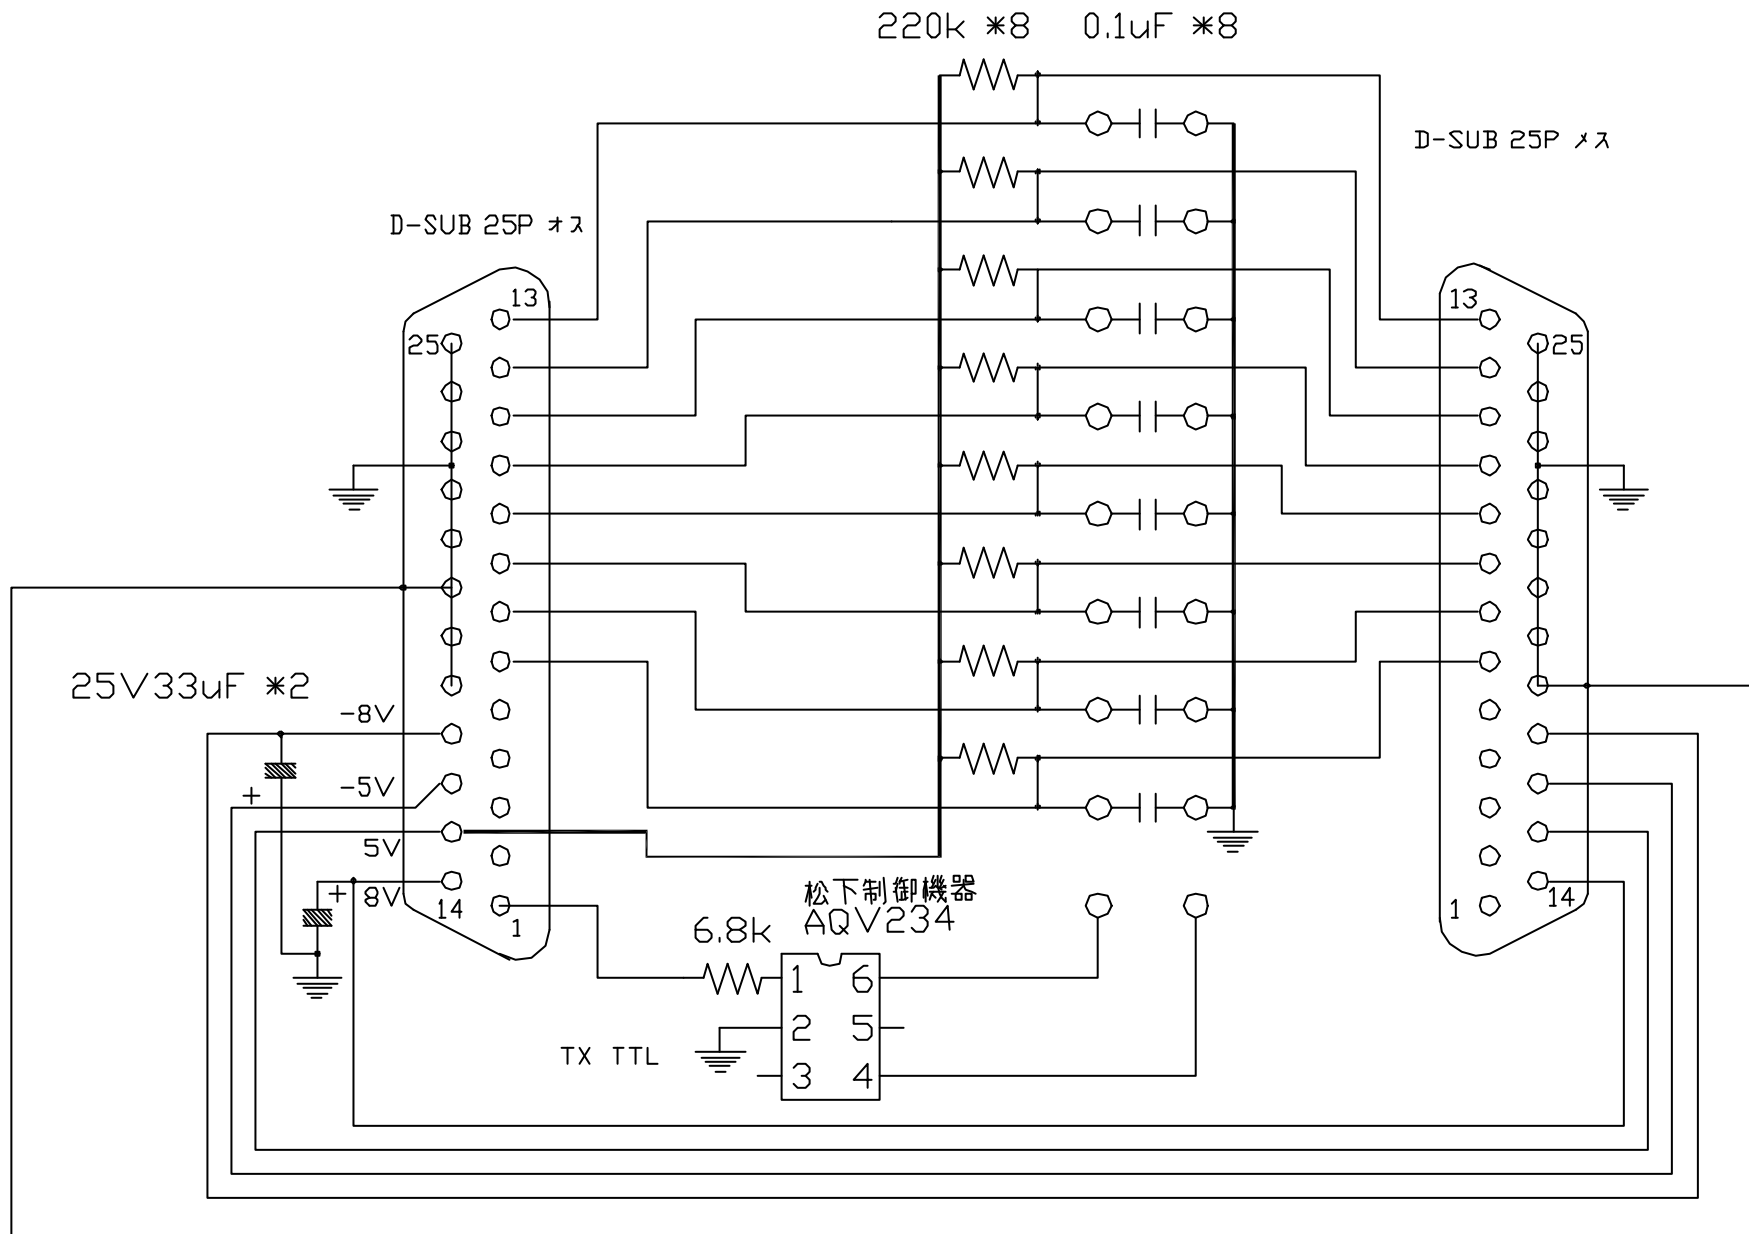 220k *8 0.1uF *8
D-SUB 25P メス
D-SUB 25P オス
13
25
13
25
25V33uF *2
-8V
-5V
+
5V
+ 8V
14
1
14
1
松下制御機器
AQV234
6.8k
1 6
2 5
3 4
TX TTL